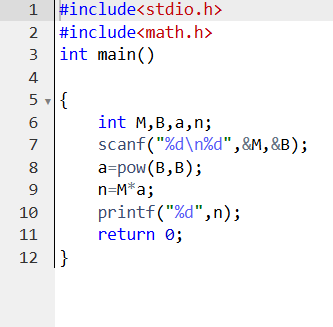 1 #include<stdio.h>
2 #include<math.h>
3 int main()
4
5 {
6 int M,B,a,n;
7 scanf("%d\n%d",&M,&B);
8 a=pow(B,B);
9 n=M*a;
10 printf("%d",n);
11 return 0;
12 }